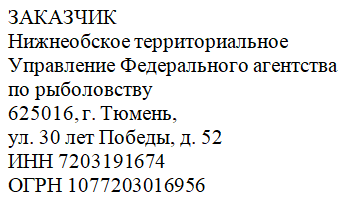 ЗАКАЗЧИК
Нижнеобское территориальное
Управление Федерального агентства
по рыболовству
625016, г. Тюмень,
ул. 30 лет Победы, д. 52
ИНН 7203191674
ОГРН 1077203016956